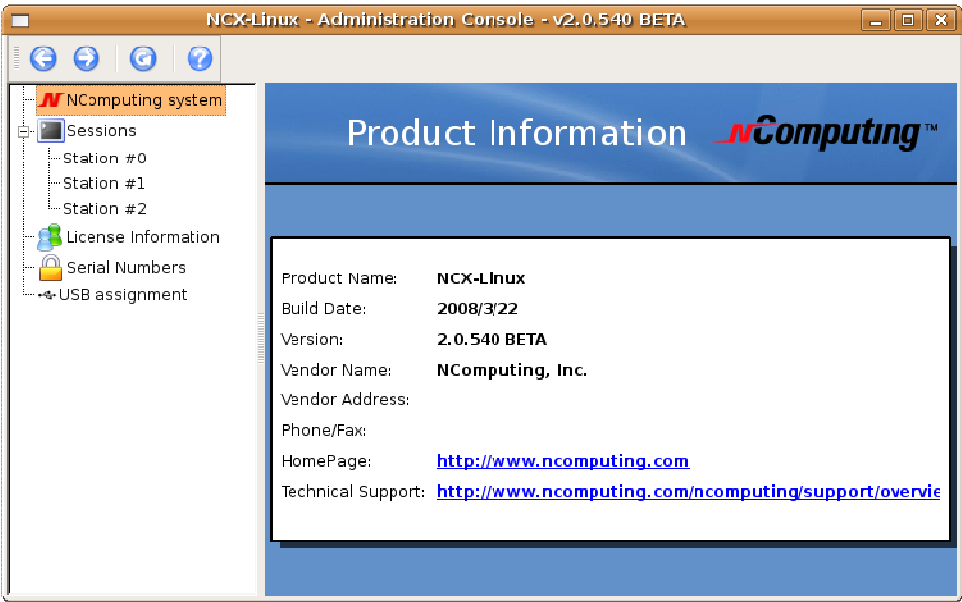 NCX-Linux - Administration Console - v2.0.540 BETA
NComputing system
Sessions
Station #0
Station #1
Station #2
License Information
Serial Numbers
USB assignment
Product Information
NComputing™
Product Name: NCX-Linux
Build Date: 2008/3/22
Version: 2.0.540 BETA
Vendor Name: NComputing, Inc.
Vendor Address:
Phone/Fax:
HomePage: http://www.ncomputing.com
Technical Support: http://www.ncomputing.com/ncomputing/support/overvie